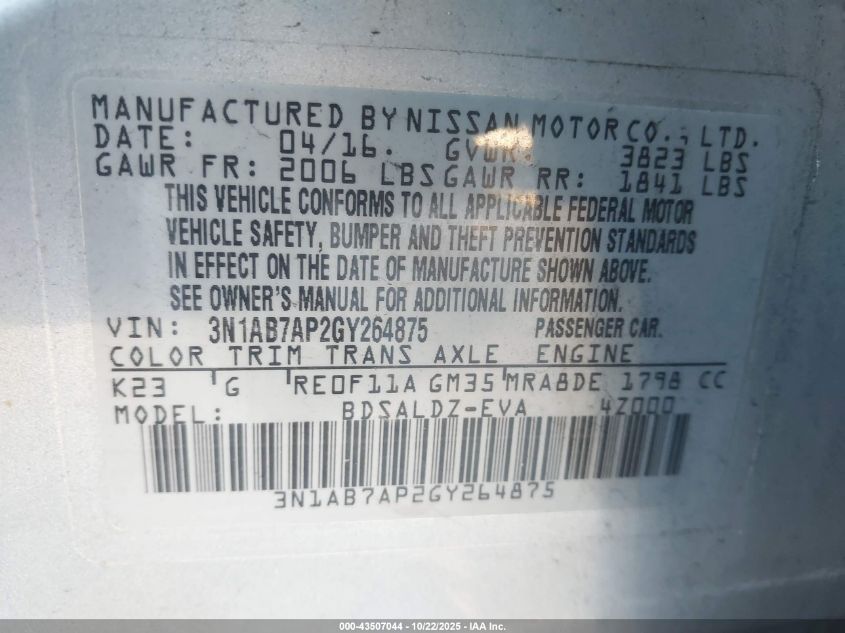 MANUFACTURED BY NISSAN MOTOR CO., LTD.
DATE: 04/16. GVWR: 3823 LBS
GAWR FR: 2006 LBS GAWR RR: 1841 LBS
THIS VEHICLE CONFORMS TO ALL APPLICABLE FEDERAL MOTOR
VEHICLE SAFETY, BUMPER AND THEFT PREVENTION STANDARDS
IN EFFECT ON THE DATE OF MANUFACTURE SHOWN ABOVE.
SEE OWNER'S MANUAL FOR ADDITIONAL INFORMATION.
VIN: 3N1AB7AP2GY264875 PASSENGER CAR.
COLOR TRIM TRANS AXLE ENGINE
K23 G RE0F11A GM35 MRA8DE 1798 CC
MODEL: BDSALDZ-EVA 4Z000
3N1AB7AP2GY264875
000-43507044 - 10/22/2025 - IAA Inc.